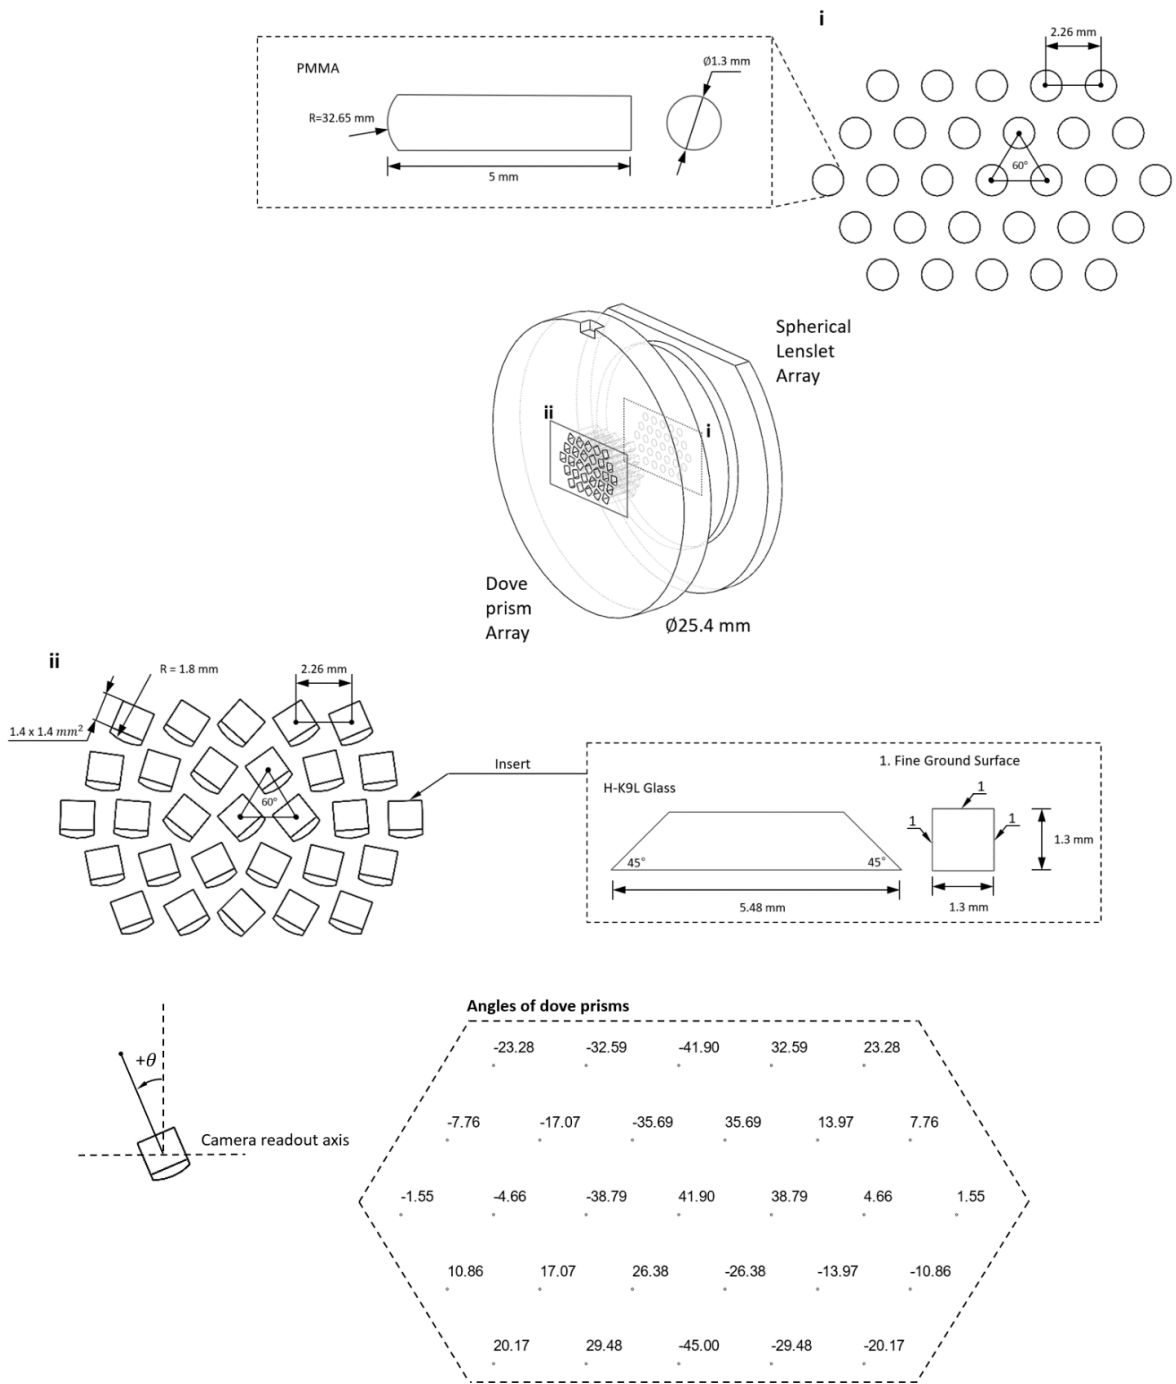 i
2.26 mm
PMMA
Ø1.3 mm
R=32.65 mm
5 mm
60°
Spherical
Lenslet
Array
ii
i
Dove
prism
Array
Ø25.4 mm
ii
R = 1.8 mm
2.26 mm
1.4 x 1.4 mm²
60°
Insert
1. Fine Ground Surface
H-K9L Glass
1
1
1
45°
45°
1.3 mm
5.48 mm
1.3 mm
Angles of dove prisms
+θ
Camera readout axis
-23.28 -32.59 -41.90 32.59 23.28
-7.76 -17.07 -35.69 35.69 13.97 7.76
-1.55 -4.66 -38.79 41.90 38.79 4.66 1.55
10.86 17.07 26.38 -26.38 -13.97 -10.86
20.17 29.48 -45.00 -29.48 -20.17